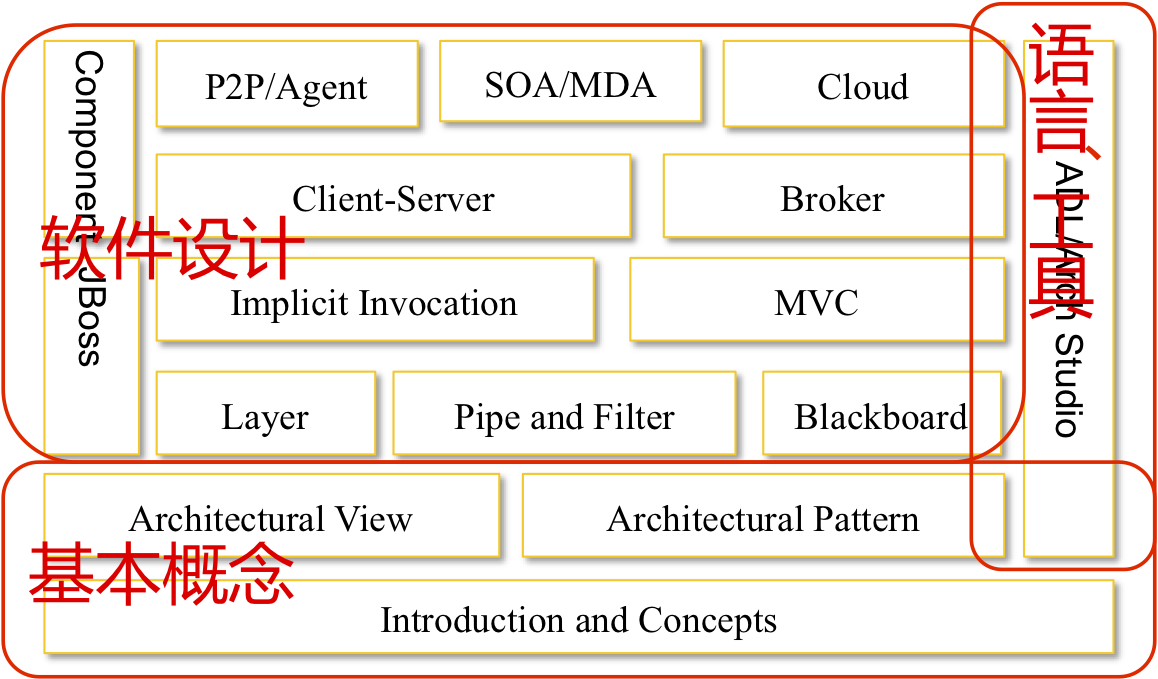 P2P/Agent
SOA/MDA
Cloud
Component
JBoss
Client-Server
Broker
软件设计
Implicit Invocation
MVC
Layer
Pipe and Filter
Blackboard
语言、工具
ADL/Arch Studio
Architectural View
Architectural Pattern
基本概念
Introduction and Concepts